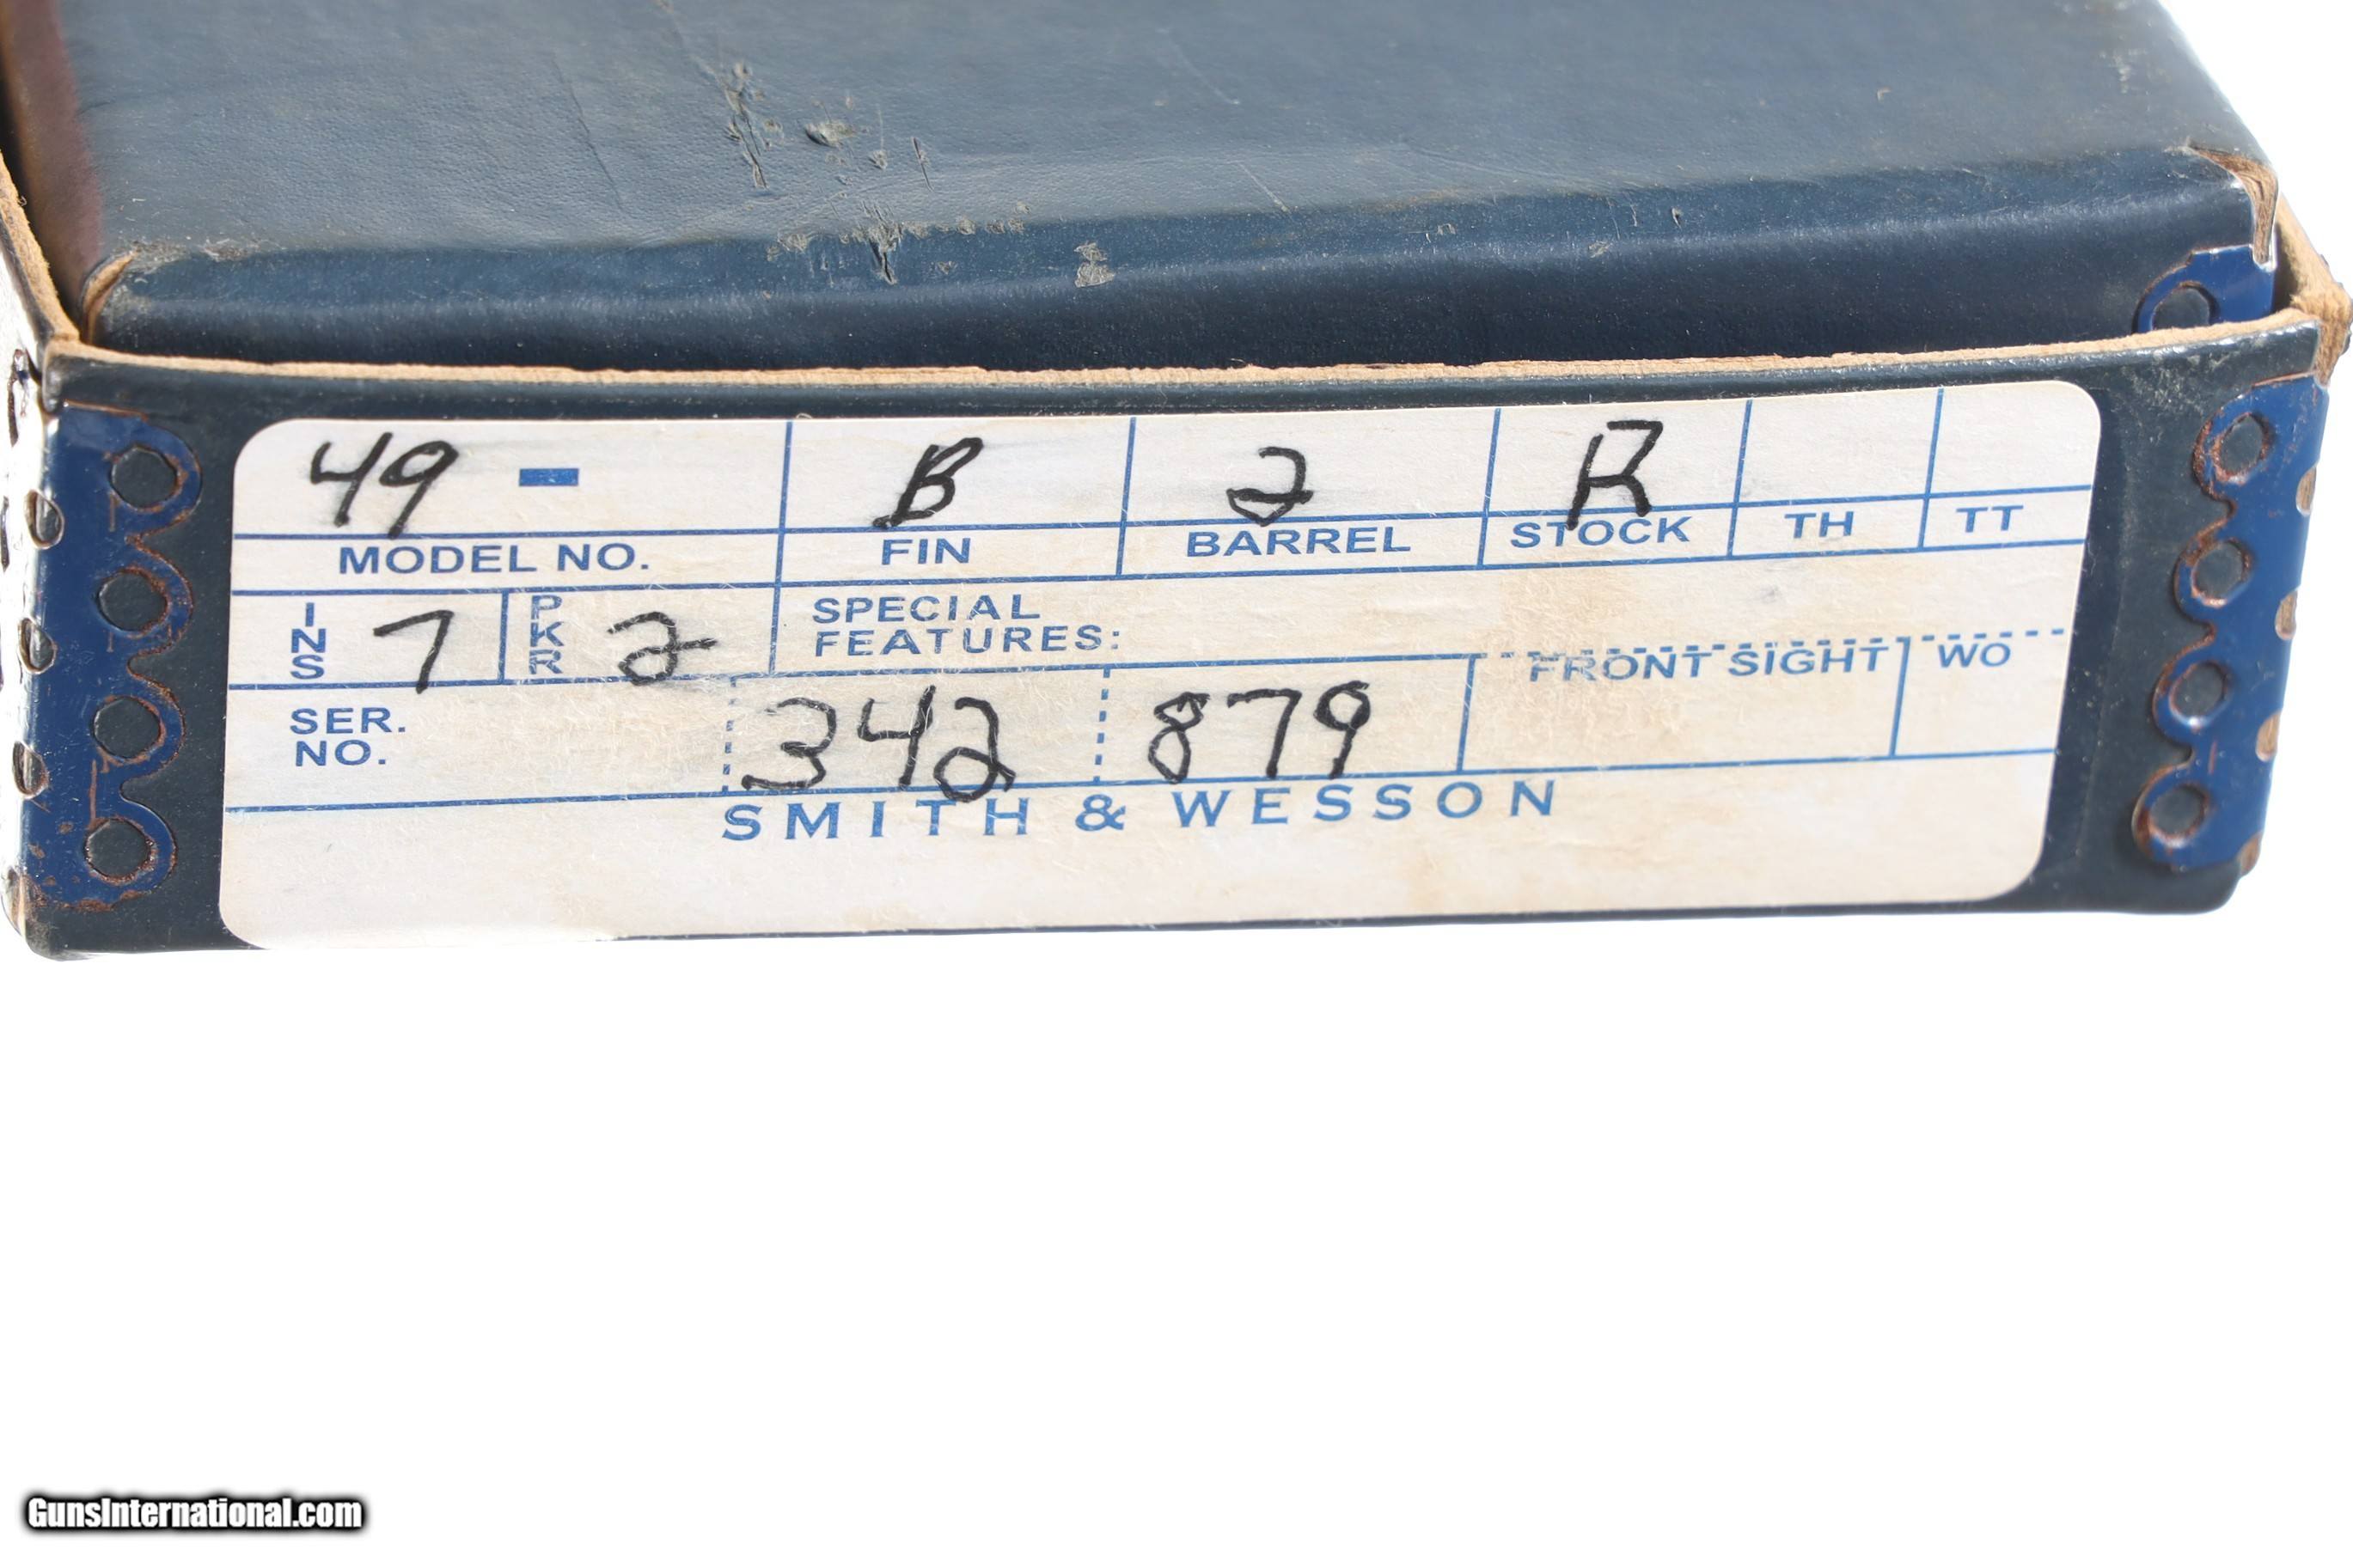 49 - B 2 R
MODEL NO. FIN BARREL STOCK TH TT
INS 7 PKR 2 SPECIAL
FEATURES:
FRONT SIGHT WO
SER.
NO. 342 879
SMITH & WESSON
GunsInternational.com